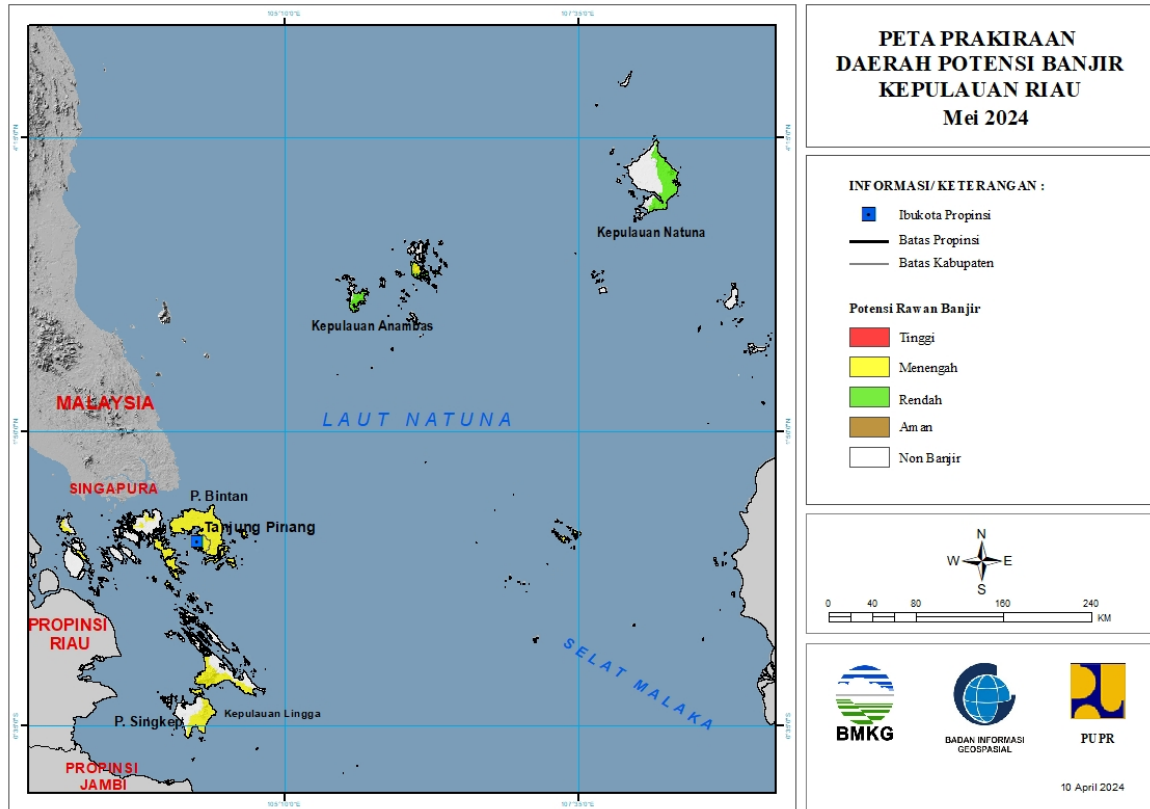 PETA PRAKIRAAN
DAERAH POTENSI BANJIR
KEPULAUAN RIAU
Mei 2024
INFORMASI/KETERANGAN :
Ibukota Propinsi
Batas Propinsi
Batas Kabupaten
Potensi Rawan Banjir
Tinggi
Menengah
Rendah
Aman
Non Banjir
N
W E
S
0 40 80 160 240
KM
BMKG
BADAN INFORMASI
GEOSPASIAL
PUPR
10 April 2024
Kepulauan Natuna
Kepulauan Anambas
MALAYSIA
LAUT NATUNA
SINGAPURA
P. Bintan
Tanjung Pinang
PROPINSI
RIAU
SELAT MALAKA
P. Singkep
Kepulauan Lingga
PROPINSI
JAMBI